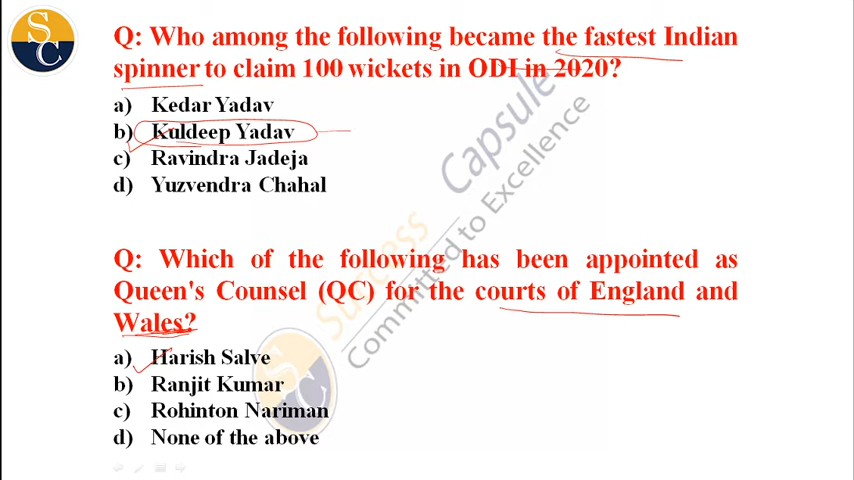 S
C
Q: Who among the following became the fastest Indian
spinner to claim 100 wickets in ODI in 2020?
a) Kedar Yadav
b) Kuldeep Yadav
c) Ravindra Jadeja
d) Yuzvendra Chahal
Q: Which of the following has been appointed as
Queen's Counsel (QC) for the courts of England and
Wales?
a) Harish Salve
b) Ranjit Kumar
c) Rohinton Nariman
d) None of the above
Success Capsule
Committed to Excellence